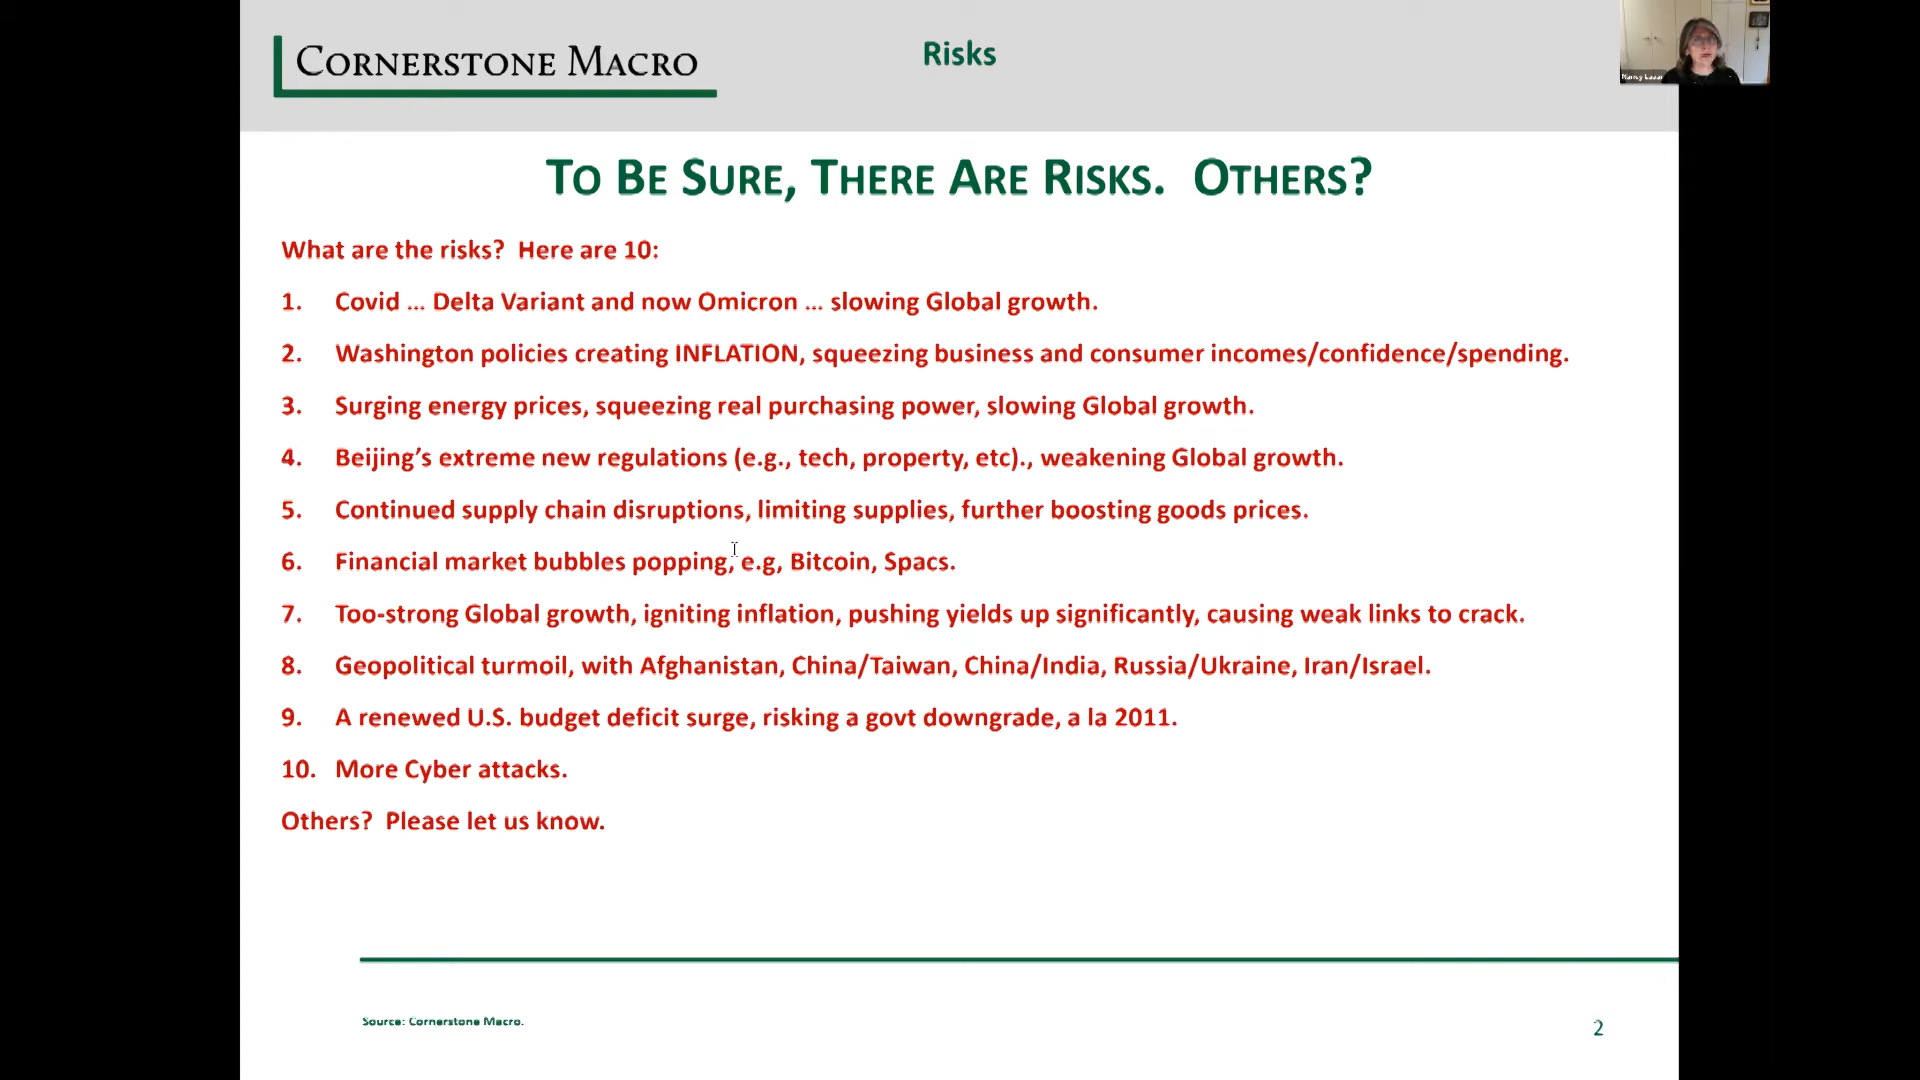 CORNERSTONE MACRO
Risks
Nancy Lazar
TO BE SURE, THERE ARE RISKS.  OTHERS?
What are the risks?  Here are 10:
1. Covid ... Delta Variant and now Omicron ... slowing Global growth.
2. Washington policies creating INFLATION, squeezing business and consumer incomes/confidence/spending.
3. Surging energy prices, squeezing real purchasing power, slowing Global growth.
4. Beijing’s extreme new regulations (e.g., tech, property, etc)., weakening Global growth.
5. Continued supply chain disruptions, limiting supplies, further boosting goods prices.
6. Financial market bubbles popping, e.g, Bitcoin, Spacs.
7. Too-strong Global growth, igniting inflation, pushing yields up significantly, causing weak links to crack.
8. Geopolitical turmoil, with Afghanistan, China/Taiwan, China/India, Russia/Ukraine, Iran/Israel.
9. A renewed U.S. budget deficit surge, risking a govt downgrade, a la 2011.
10. More Cyber attacks.
Others?  Please let us know.
Source: Cornerstone Macro.
2